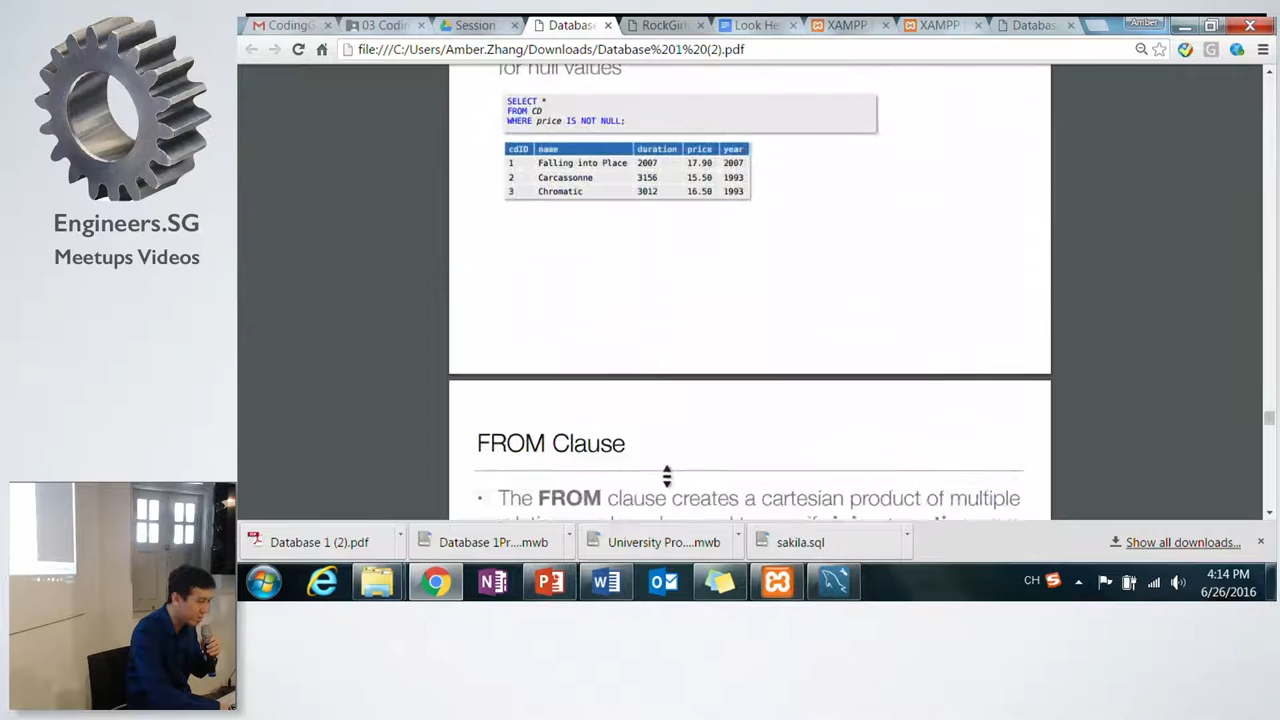 Engineers.SG
Meetups Videos
CodingG
03 Codin
Session
Database
RockGirl
Look He
XAMPP
XAMPP
Databas
Amber
file:///C:/Users/Amber.Zhang/Downloads/Database%201%20(2).pdf
for null values
SELECT *
FROM CD
WHERE price IS NOT NULL;
cdID name duration price year
1 Falling into Place 2007 17.90 2007
2 Carcassonne 3156 15.50 1993
3 Chromatic 3012 16.50 1993
FROM Clause
· The FROM clause creates a cartesian product of multiple
Database 1 (2).pdf
Database 1Pr....mwb
University Pro....mwb
sakila.sql
Show all downloads...
CH
4:14 PM
6/26/2016